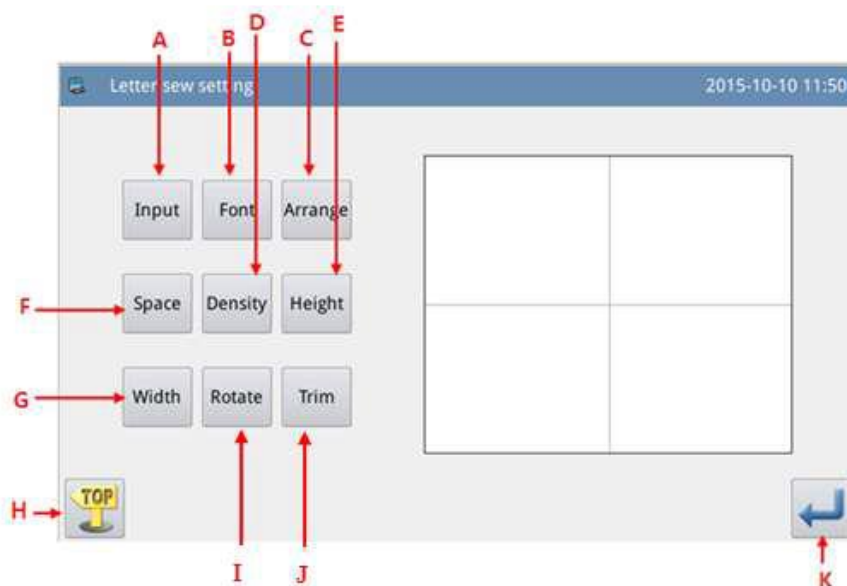 A B C D E
Letter sew setting 2015-10-10 11:50
Input Font Arrange
F Space Density Height
G Width Rotate Trim
H TOP
I J K